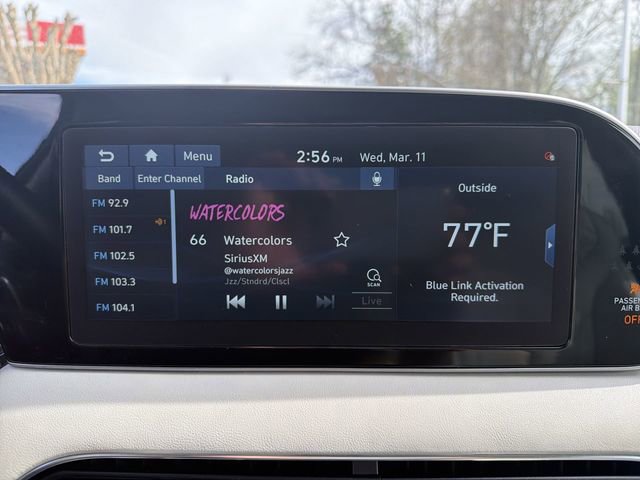 Menu
2:56 PM
Wed, Mar. 11
Band
Enter Channel
Radio
FM 92.9
FM 101.7
FM 102.5
FM 103.3
FM 104.1
WATERCOLORS
66 Watercolors
SiriusXM
@watercolorsjazz
Jzz/Stndrd/Clscl
SCAN
Live
Outside
77°F
Blue Link Activation
Required.
PASSEN
AIR B
OFF